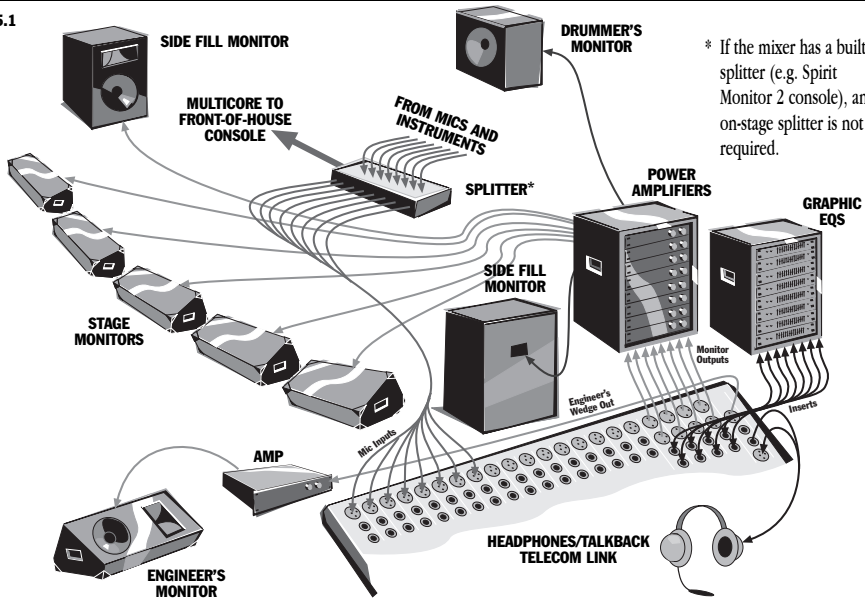 5.1
SIDE FILL MONITOR
DRUMMER'S
MONITOR
* If the mixer has a built
splitter (e.g. Spirit
Monitor 2 console), an
on-stage splitter is not
required.
MULTICORE TO
FRONT-OF-HOUSE
CONSOLE
FROM MICS AND
INSTRUMENTS
SPLITTER*
POWER
AMPLIFIERS
GRAPHIC
EQS
SIDE FILL
MONITOR
STAGE
MONITORS
Monitor
Outputs
Engineer's
Wedge Out
Inserts
Mic Inputs
AMP
HEADPHONES/TALKBACK
TELECOM LINK
ENGINEER'S
MONITOR